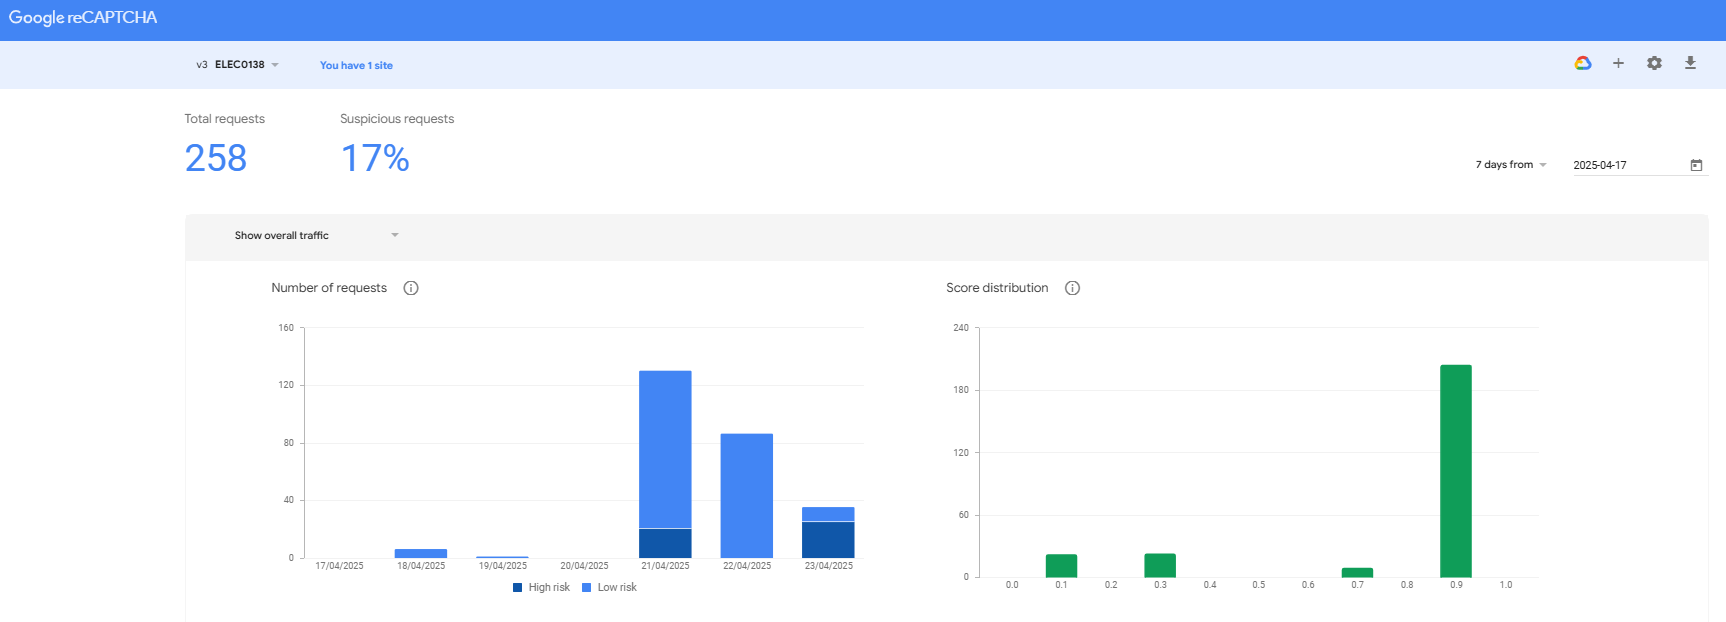 Google reCAPTCHA
v3 ELEC0138 You have 1 site
Total requests Suspicious requests
258 17%
7 days from 2025-04-17
Show overall traffic
Number of requests Score distribution
160
120
80
40
0
17/04/2025 18/04/2025 19/04/2025 20/04/2025 21/04/2025 22/04/2025 23/04/2025
High risk Low risk
240
180
120
60
0
0.0 0.1 0.2 0.3 0.4 0.5 0.6 0.7 0.8 0.9 1.0